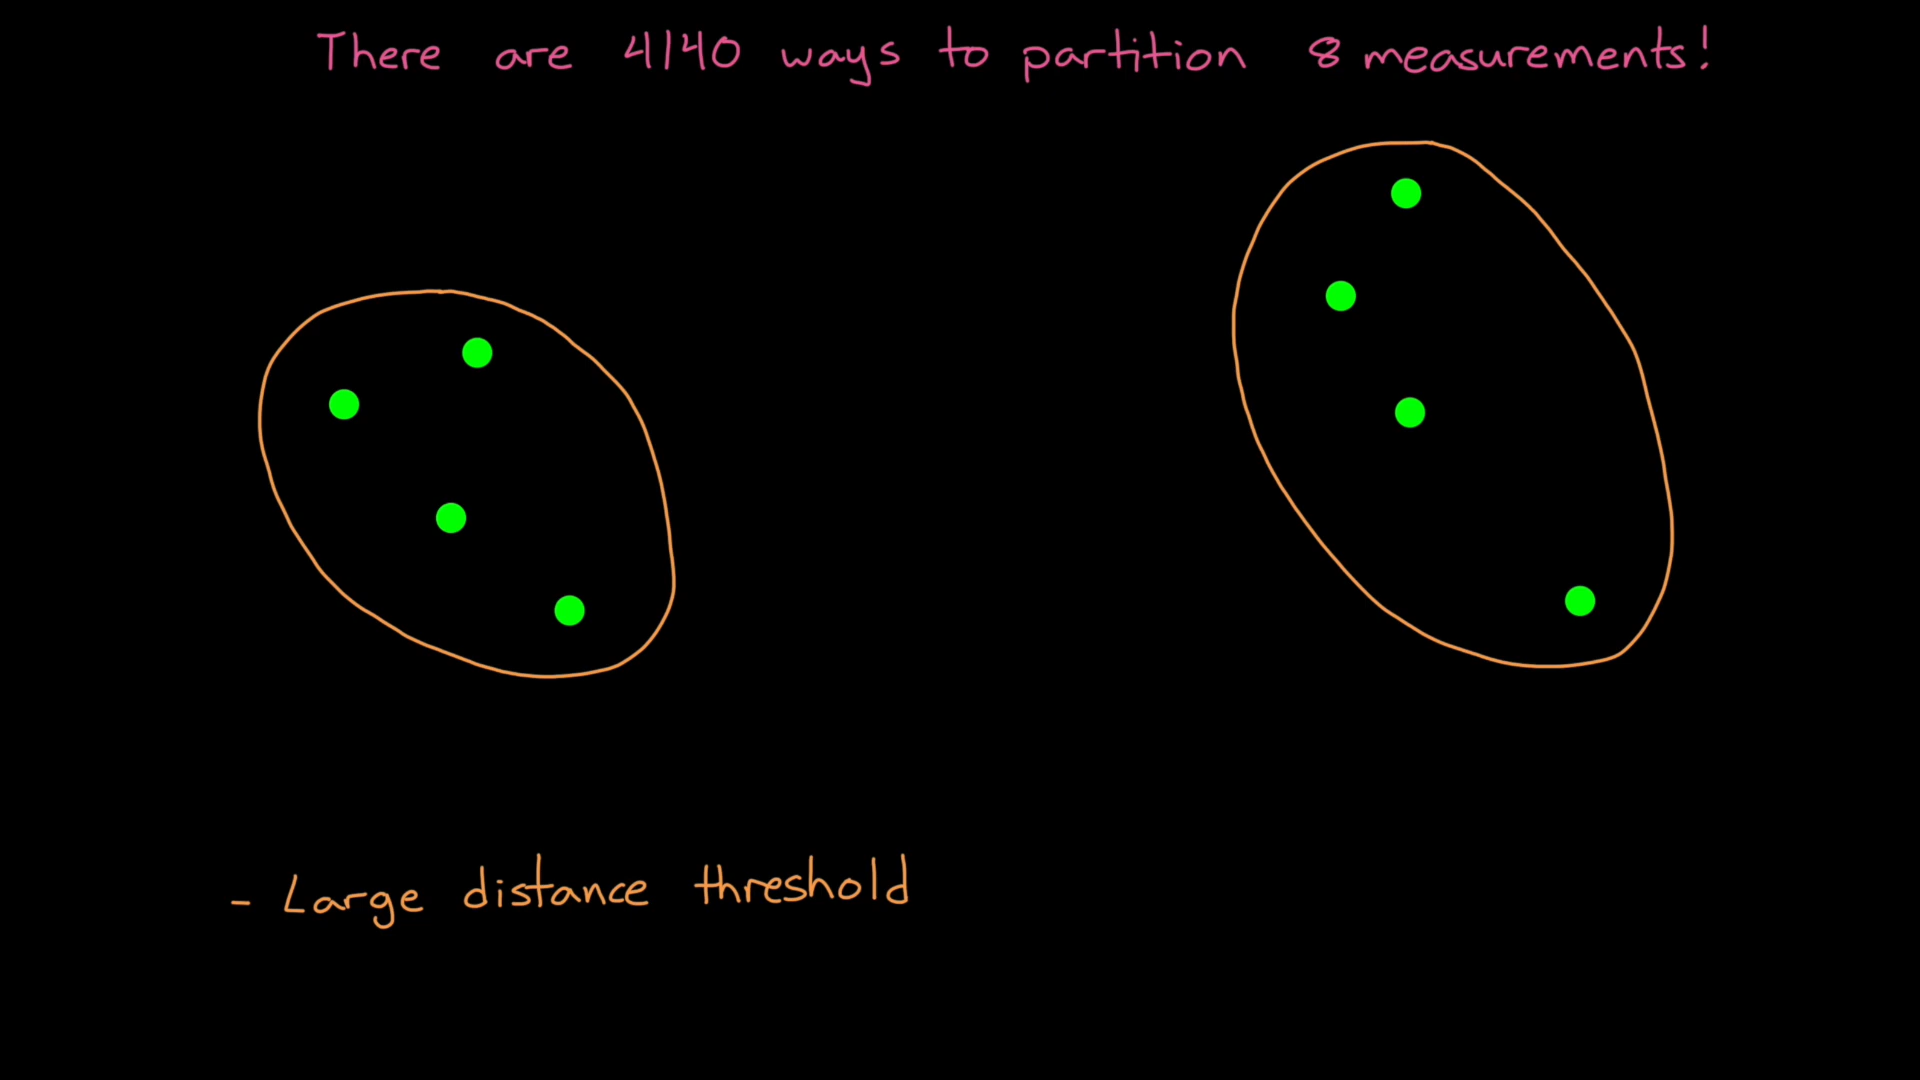 There are 4140 ways to partition 8 measurements!
- Large distance threshold